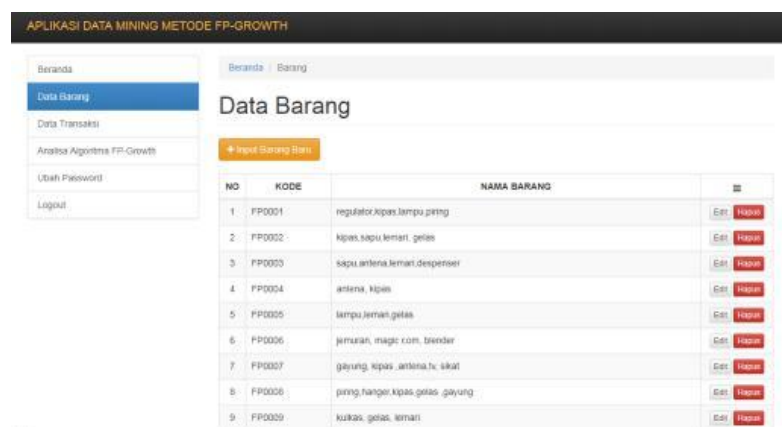 APLIKASI DATA MINING METODE FP-GROWTH
Beranda
Data Barang
Data Transaksi
Analisa Algoritma FP-Growth
Ubah Password
Logout
Beranda / Barang
Data Barang
+ Input Barang Baru
NO KODE NAMA BARANG
1 FP0001 regulator,kipas,lampu,piring Edit Hapus
2 FP0002 kipas,sapu,lemari, gelas Edit Hapus
3 FP0003 sapu,antena,lemari,despenser Edit Hapus
4 FP0004 antena, kipas Edit Hapus
5 FP0005 lampu,lemari,gelas Edit Hapus
6 FP0006 jemuran, magic com, blender Edit Hapus
7 FP0007 gayung, kipas ,antena,tv, sikat Edit Hapus
8 FP0008 piring,hanger,kipas,gelas ,gayung Edit Hapus
9 FP0009 kulkas, gelas, lemari Edit Hapus